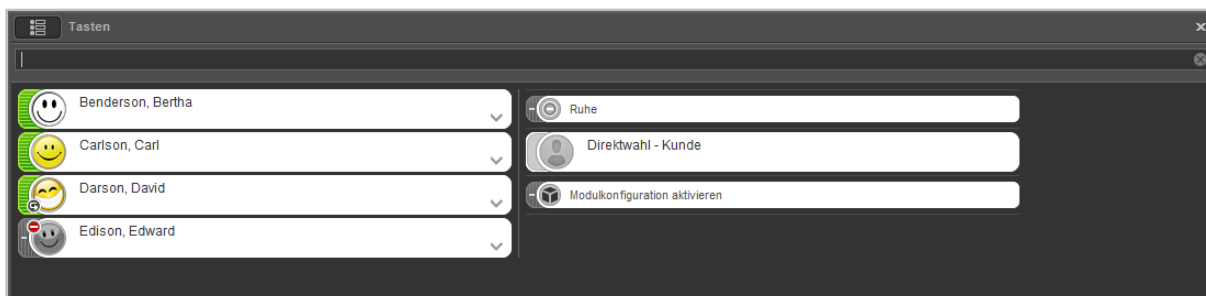 Tasten
Benderson, Bertha
Carlson, Carl
Darson, David
Edison, Edward
Ruhe
Direktwahl - Kunde
Modulkonfiguration aktivieren